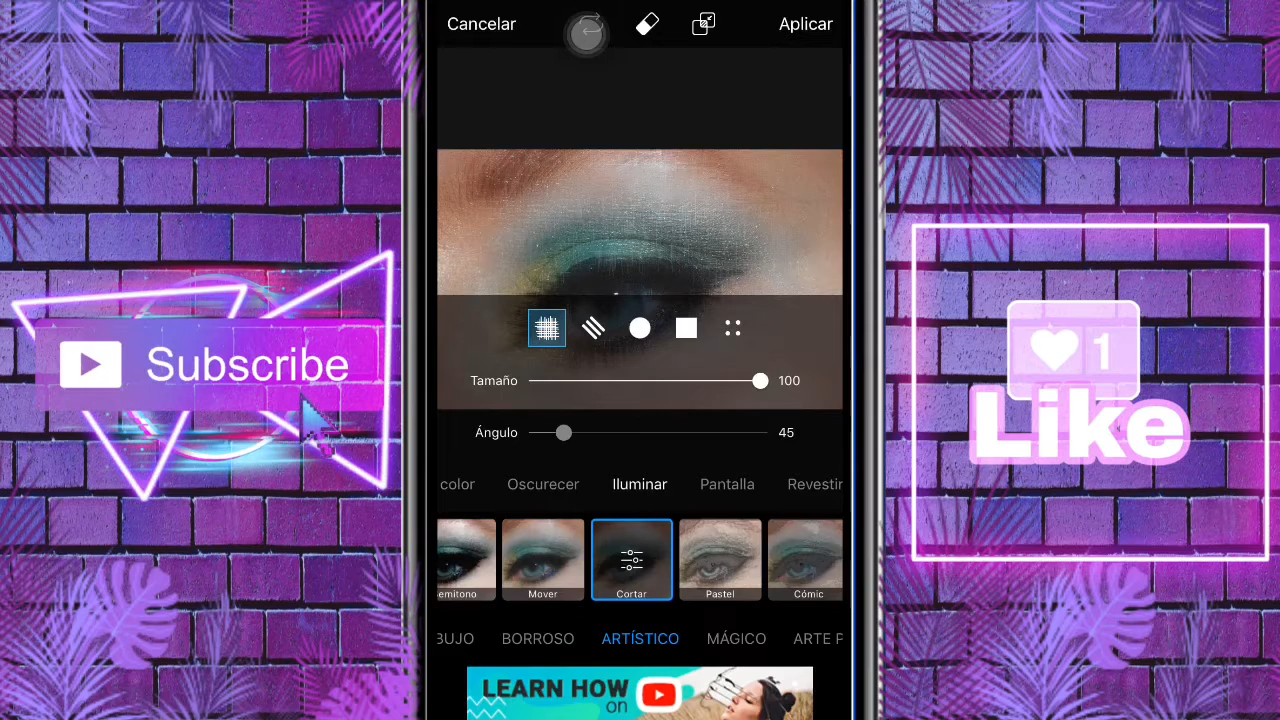 Cancelar
Aplicar
Subscribe
1
Like
Tamaño
100
Ángulo
45
color
Oscurecer
Iluminar
Pantalla
Revestir
emitono
Mover
Cortar
Pastel
Cómic
BUJO
BORROSO
ARTÍSTICO
MÁGICO
ARTE P
LEARN HOW
on